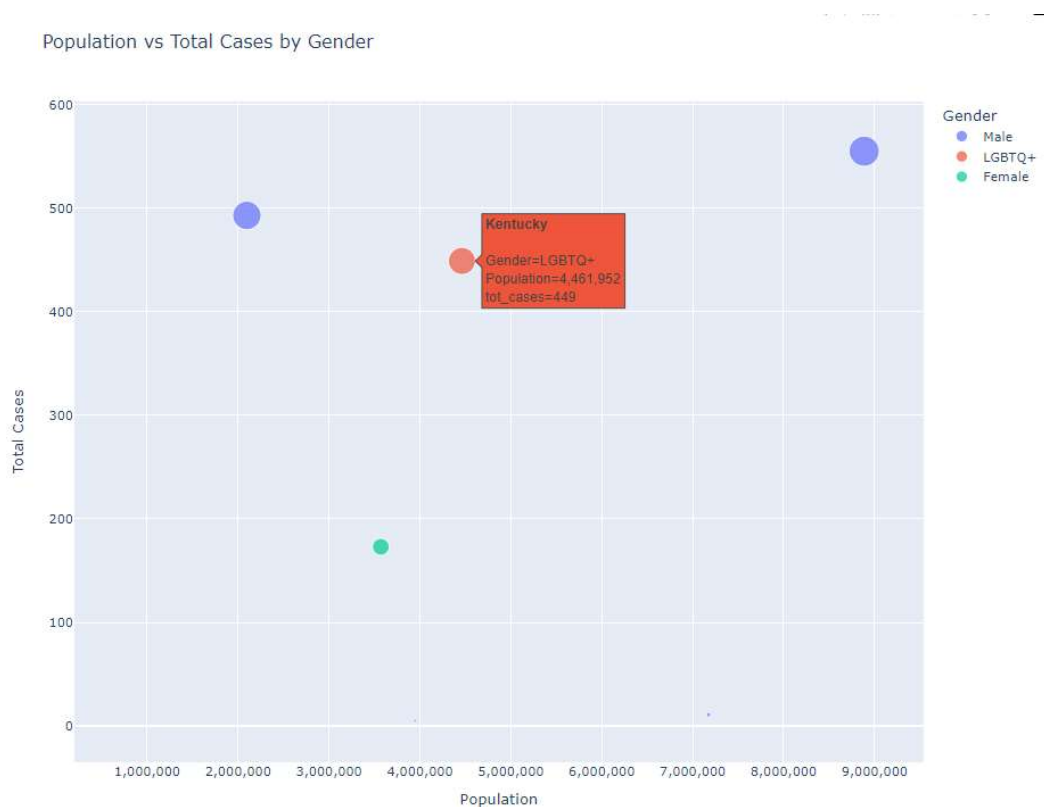 Population vs Total Cases by Gender
600
500
400
300
200
100
0
Total Cases
Kentucky
Gender=LGBTQ+
Population=4,461,952
tot_cases=449
Gender
Male
LGBTQ+
Female
1,000,000 2,000,000 3,000,000 4,000,000 5,000,000 6,000,000 7,000,000 8,000,000 9,000,000
Population